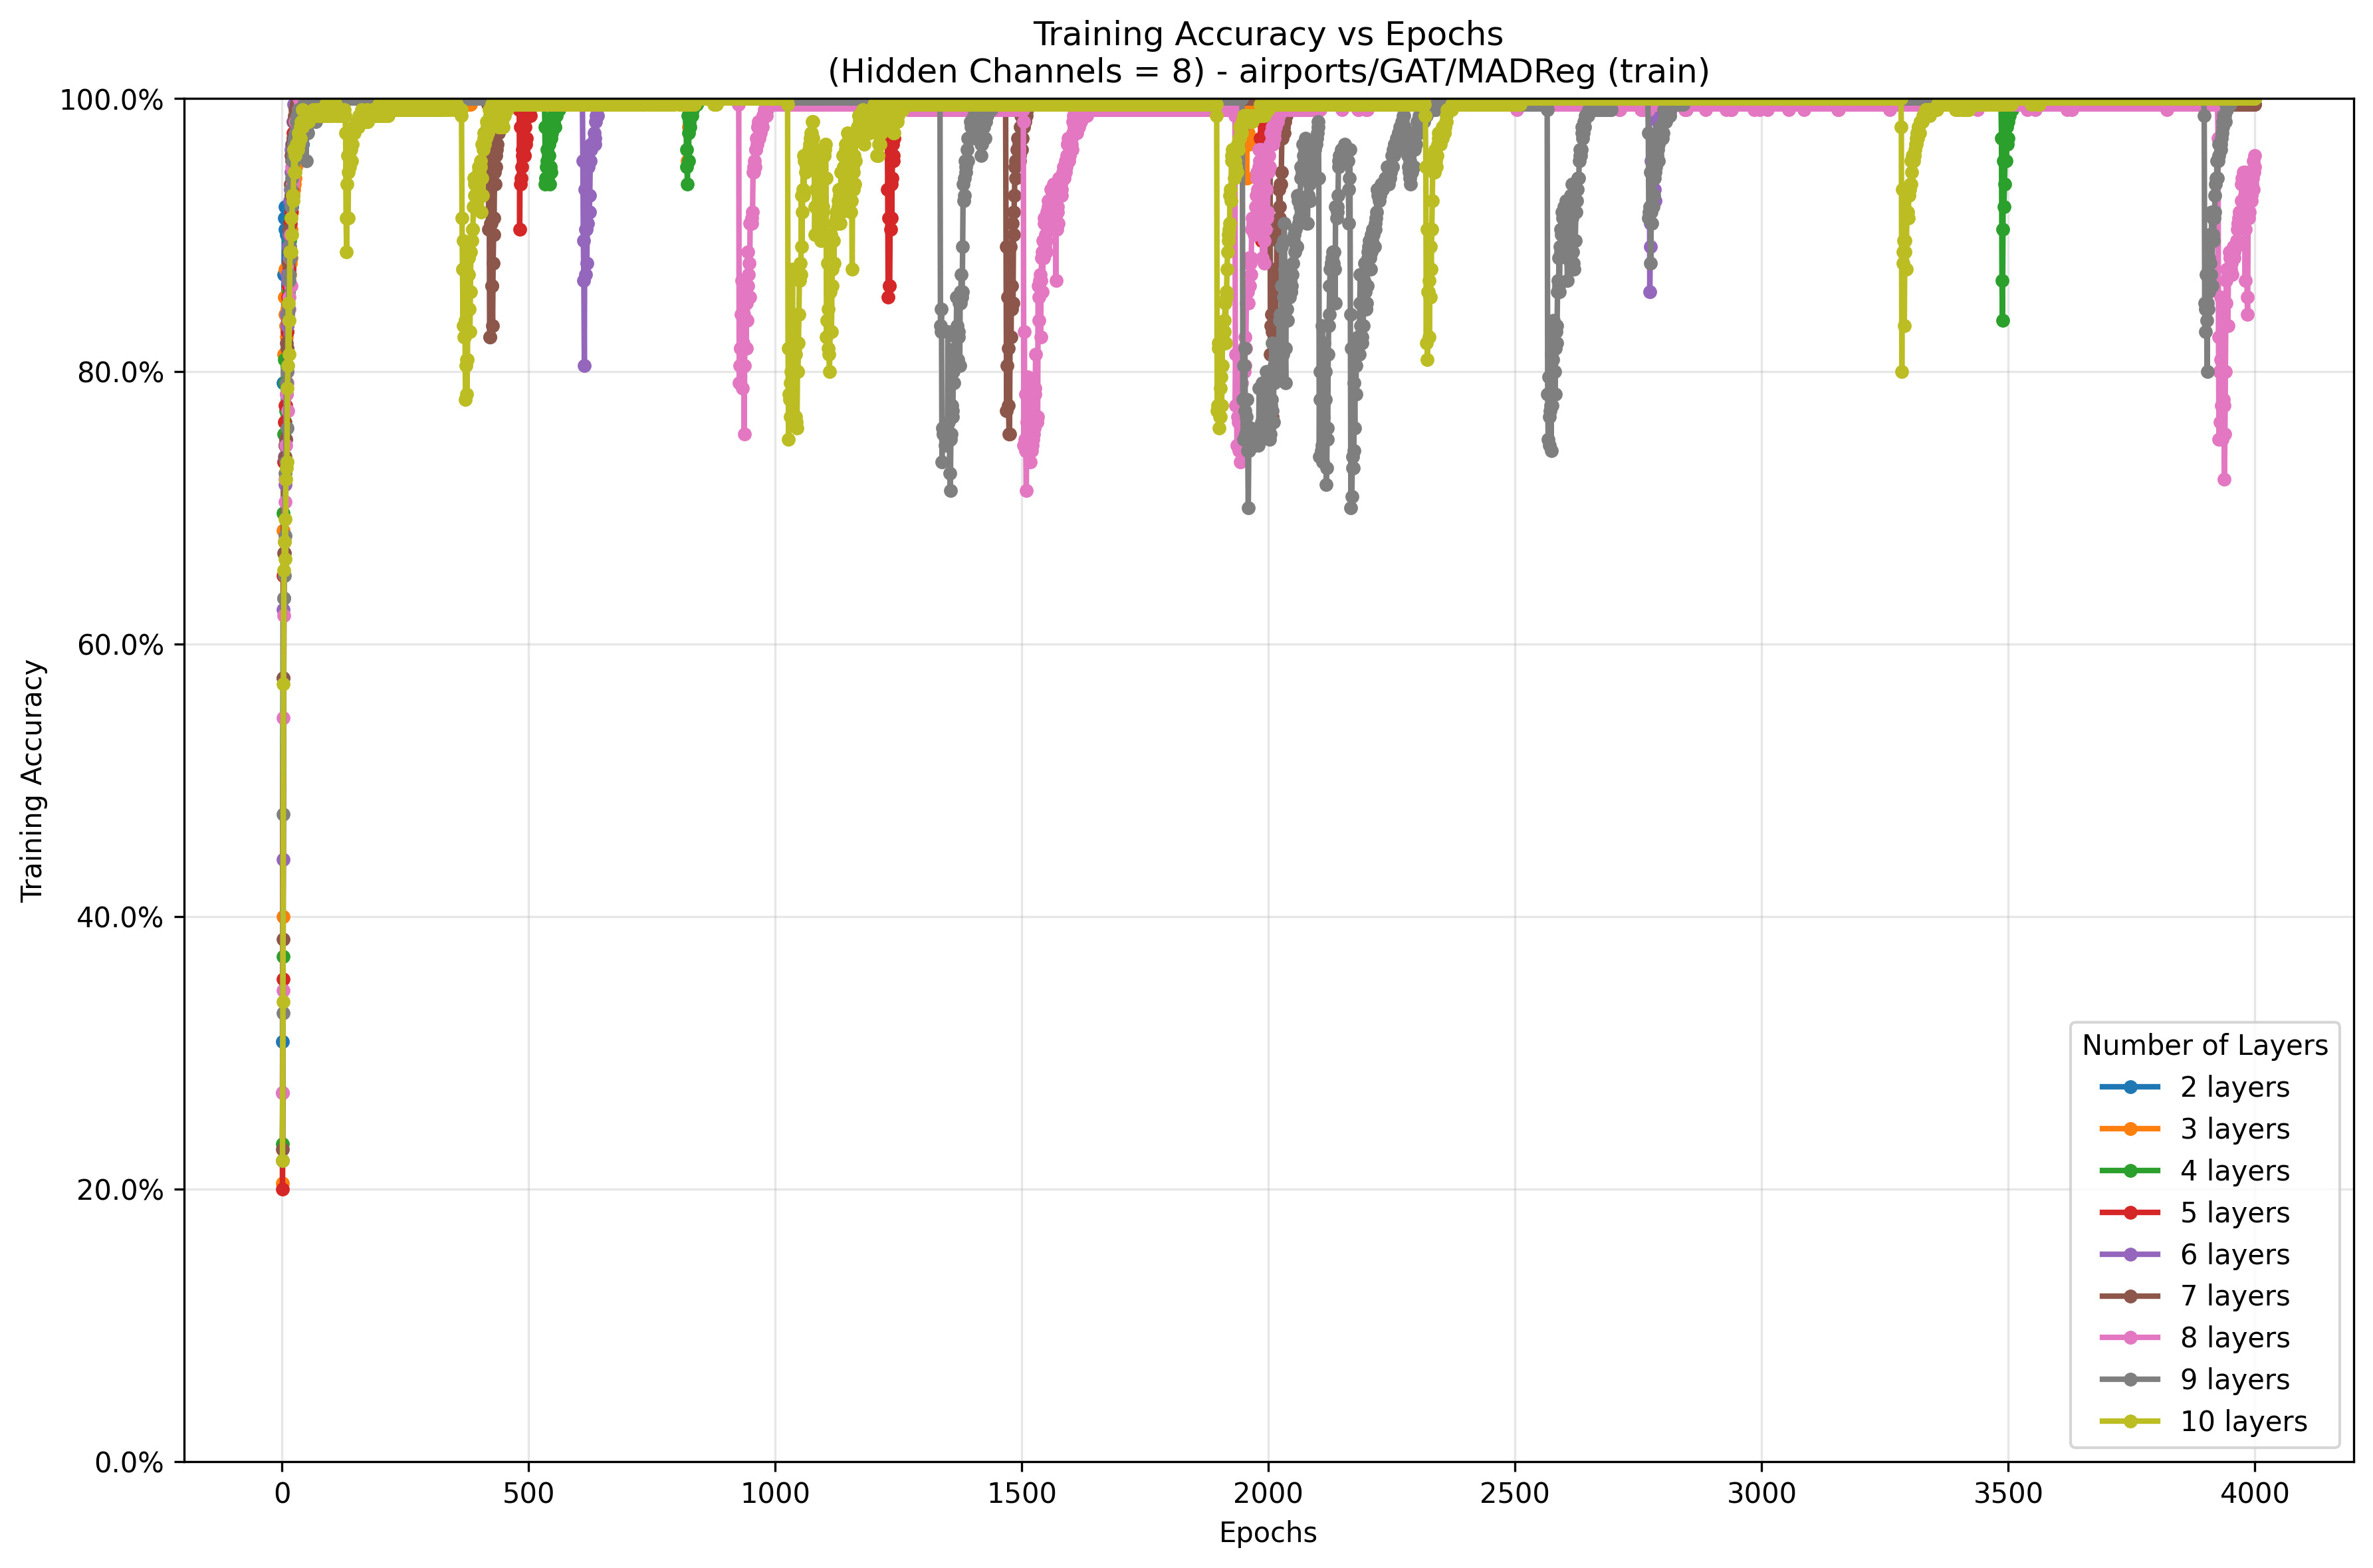 Training Accuracy vs Epochs
(Hidden Channels = 8) - airports/GAT/MADReg (train)
Training Accuracy
100.0%
80.0%
60.0%
40.0%
20.0%
0.0%
0 500 1000 1500 2000 2500 3000 3500 4000
Epochs
Number of Layers
2 layers
3 layers
4 layers
5 layers
6 layers
7 layers
8 layers
9 layers
10 layers